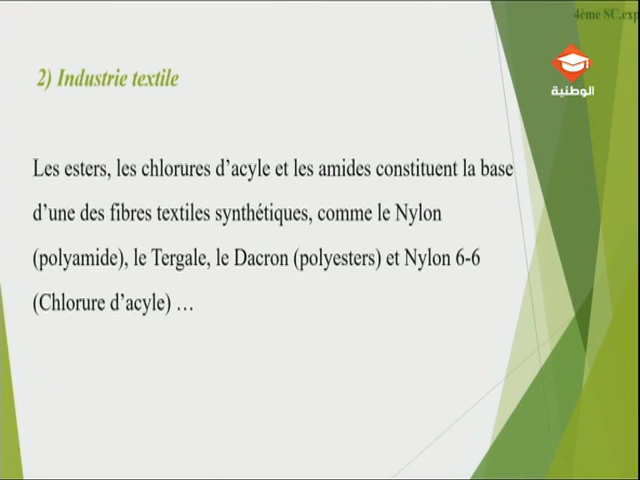 4ème SC.exp
2) Industrie textile
الوطنية
Les esters, les chlorures d’acyle et les amides constituent la base
d’une des fibres textiles synthétiques, comme le Nylon
(polyamide), le Tergale, le Dacron (polyesters) et Nylon 6-6
(Chlorure d’acyle) …